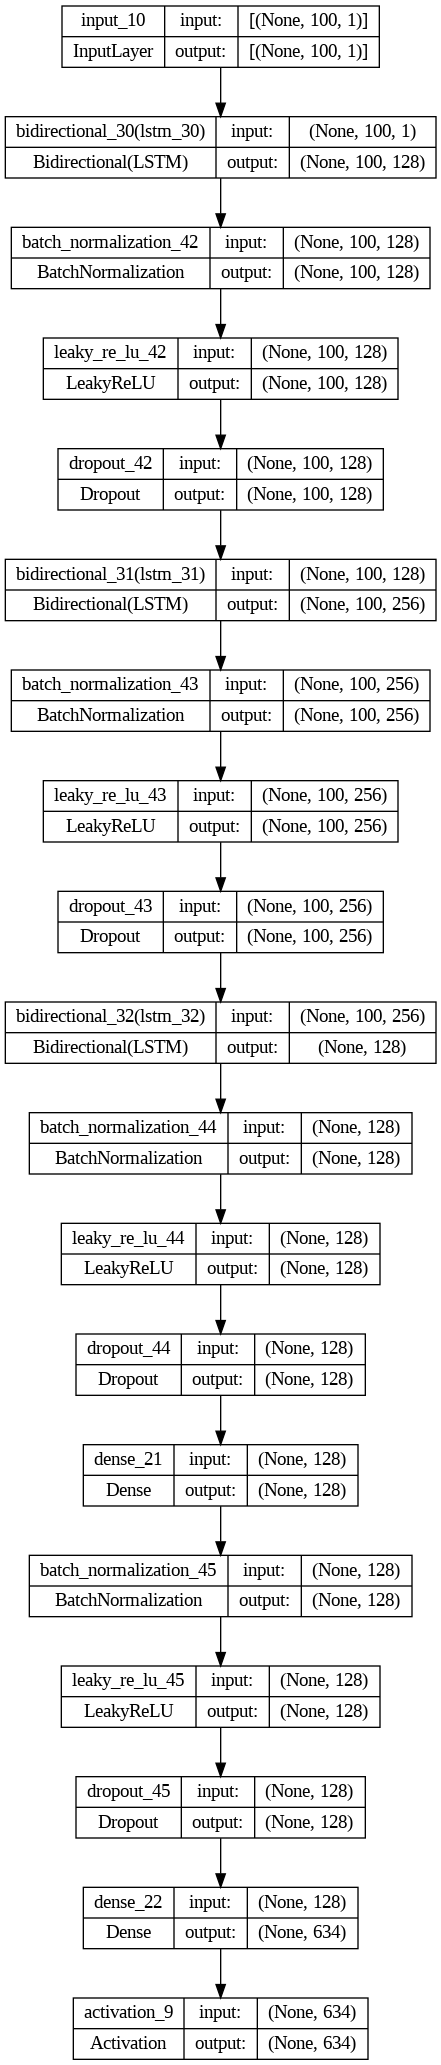 input_10 input: [(None, 100, 1)]
InputLayer output: [(None, 100, 1)]
bidirectional_30(lstm_30) input: (None, 100, 1)
Bidirectional(LSTM) output: (None, 100, 128)
batch_normalization_42 input: (None, 100, 128)
BatchNormalization output: (None, 100, 128)
leaky_re_lu_42 input: (None, 100, 128)
LeakyReLU output: (None, 100, 128)
dropout_42 input: (None, 100, 128)
Dropout output: (None, 100, 128)
bidirectional_31(lstm_31) input: (None, 100, 128)
Bidirectional(LSTM) output: (None, 100, 256)
batch_normalization_43 input: (None, 100, 256)
BatchNormalization output: (None, 100, 256)
leaky_re_lu_43 input: (None, 100, 256)
LeakyReLU output: (None, 100, 256)
dropout_43 input: (None, 100, 256)
Dropout output: (None, 100, 256)
bidirectional_32(lstm_32) input: (None, 100, 256)
Bidirectional(LSTM) output: (None, 128)
batch_normalization_44 input: (None, 128)
BatchNormalization output: (None, 128)
leaky_re_lu_44 input: (None, 128)
LeakyReLU output: (None, 128)
dropout_44 input: (None, 128)
Dropout output: (None, 128)
dense_21 input: (None, 128)
Dense output: (None, 128)
batch_normalization_45 input: (None, 128)
BatchNormalization output: (None, 128)
leaky_re_lu_45 input: (None, 128)
LeakyReLU output: (None, 128)
dropout_45 input: (None, 128)
Dropout output: (None, 128)
dense_22 input: (None, 128)
Dense output: (None, 634)
activation_9 input: (None, 634)
Activation output: (None, 634)